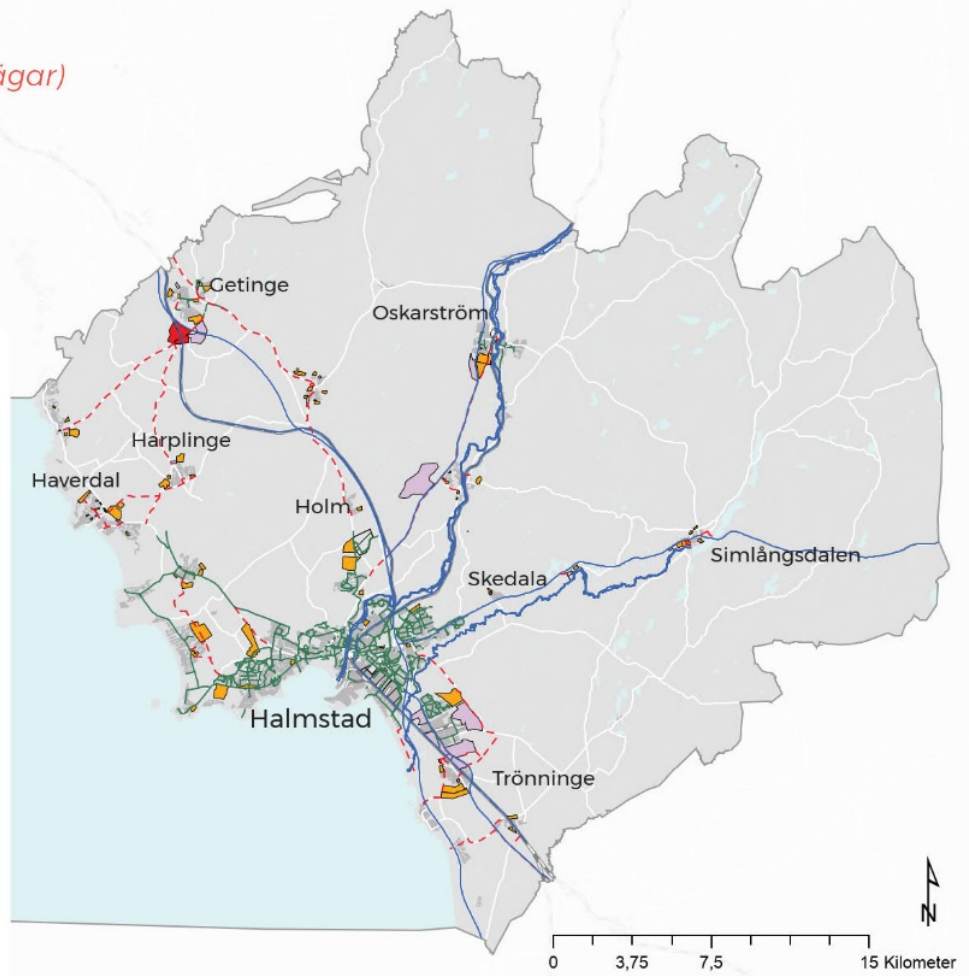 ägar)
Getinge
Oskarström
Harplinge
Haverdal
Holm
Simlångsdalen
Skedala
Halmstad
Trönninge
N
0 3,75 7,5 15 Kilometer